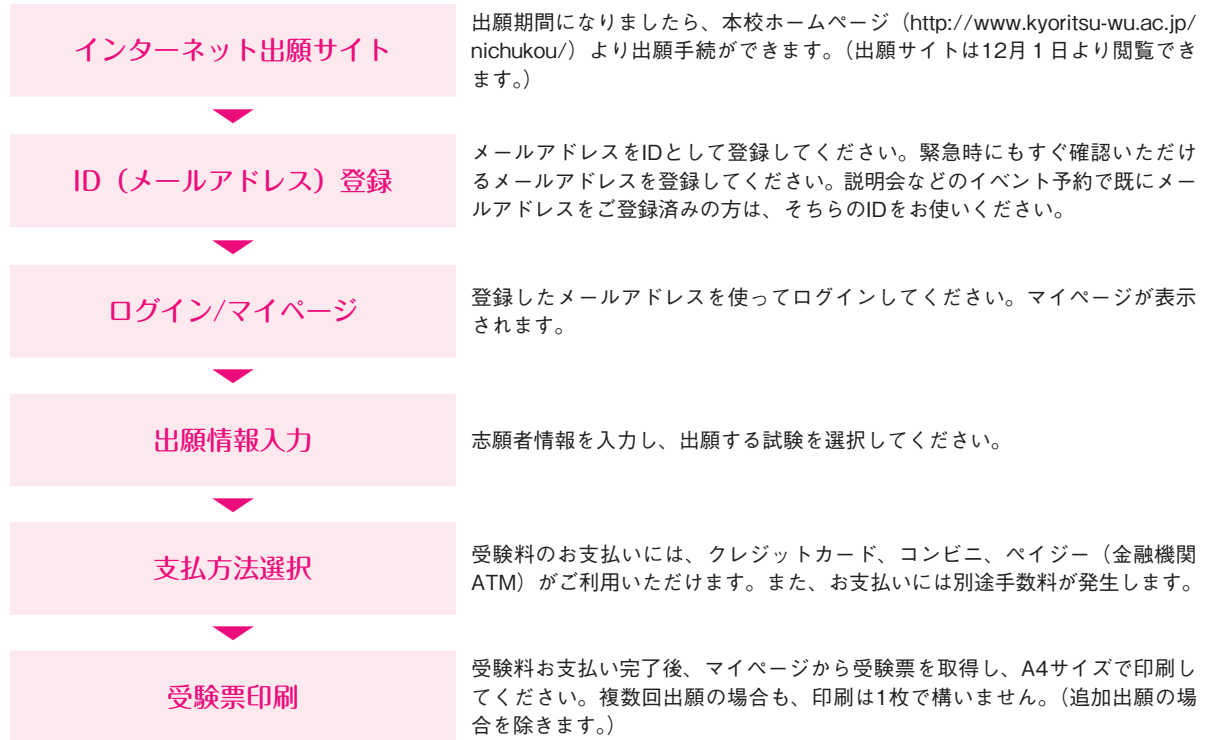 インターネット出願サイト
出願期間になりましたら、本校ホームページ（http://www.kyoritsu-wu.ac.jp/
nichukou/）より出願手続ができます。（出願サイトは12月１日より閲覧でき
ます。）
ID（メールアドレス）登録
メールアドレスをIDとして登録してください。緊急時にもすぐ確認いただけ
るメールアドレスを登録してください。説明会などのイベント予約で既にメー
ルアドレスをご登録済みの方は、そちらのIDをお使いください。
ログイン/マイページ
登録したメールアドレスを使ってログインしてください。マイページが表示
されます。
出願情報入力
志願者情報を入力し、出願する試験を選択してください。
支払方法選択
受験料のお支払いには、クレジットカード、コンビニ、ペイジー（金融機関
ATM）がご利用いただけます。また、お支払いには別途手数料が発生します。
受験票印刷
受験料お支払い完了後、マイページから受験票を取得し、A4サイズで印刷し
てください。複数回出願の場合も、印刷は1枚で構いません。（追加出願の場
合を除きます。）